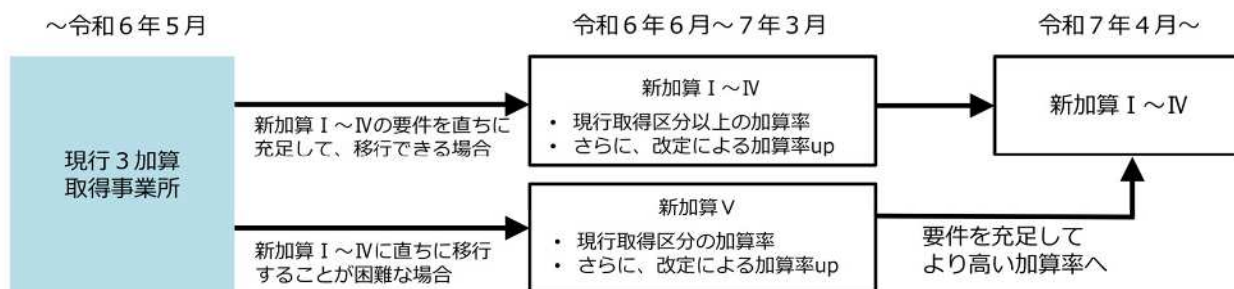 ～令和６年５月
令和６年６月～７年３月
令和７年４月～
現行３加算
取得事業所
新加算Ⅰ～Ⅳの要件を直ちに
充足して、移行できる場合
新加算Ⅰ～Ⅳ
• 現行取得区分以上の加算率
• さらに、改定による加算率up
新加算Ⅰ～Ⅳ
新加算Ⅰ～Ⅳに直ちに移行
することが困難な場合
新加算Ⅴ
• 現行取得区分の加算率
• さらに、改定による加算率up
要件を充足して
より高い加算率へ